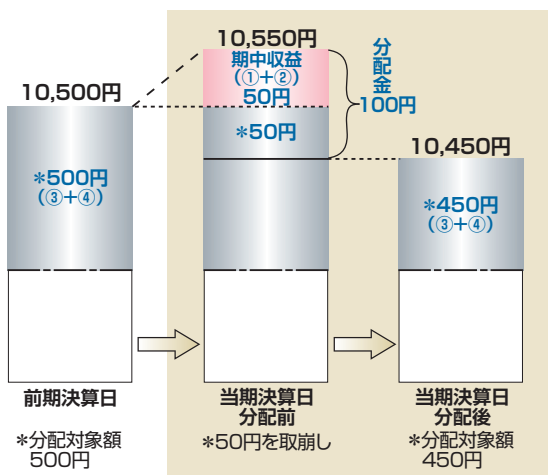 10,500円
*500円
(③+④)
前期決算日
*分配対象額
500円
10,550円
期中収益
(①+②)
50円
*50円
分配金
100円
当期決算日
分配前
*50円を取崩し
10,450円
*450円
(③+④)
当期決算日
分配後
*分配対象額
450円